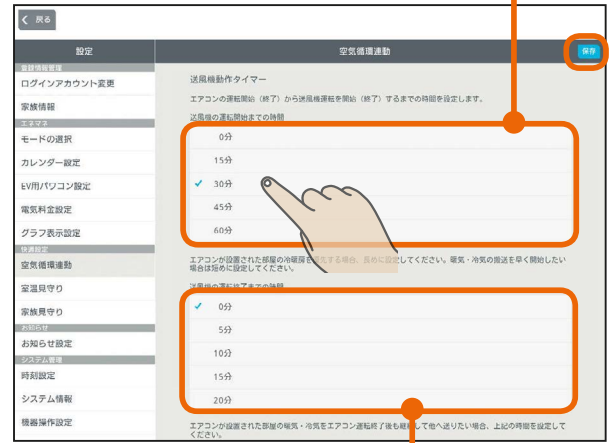 戻る
設定
空気循環連動
保存
登録情報管理
ログインアカウント変更
家族情報
エネマネ
モードの選択
カレンダー設定
EV用パワコン設定
電気料金設定
グラフ表示設定
快適設定
空気循環連動
室温見守り
家族見守り
お知らせ
お知らせ設定
システム管理
時刻設定
システム情報
機器操作設定
送風機動作タイマー
エアコンの運転開始（終了）から送風機運転を開始（終了）するまでの時間を設定します。
送風機の運転開始までの時間
0分
15分
30分
45分
60分
エアコンが設置された部屋の冷暖房を優先する場合、長めに設定してください。暖気・冷気の搬送を早く開始したい
場合は短めに設定してください。
送風機の運転終了までの時間
0分
5分
10分
15分
20分
エアコンが設置された部屋の暖気・冷気をエアコン運転終了後も継続して他へ送りたい場合、上記の時間を設定して
ください。